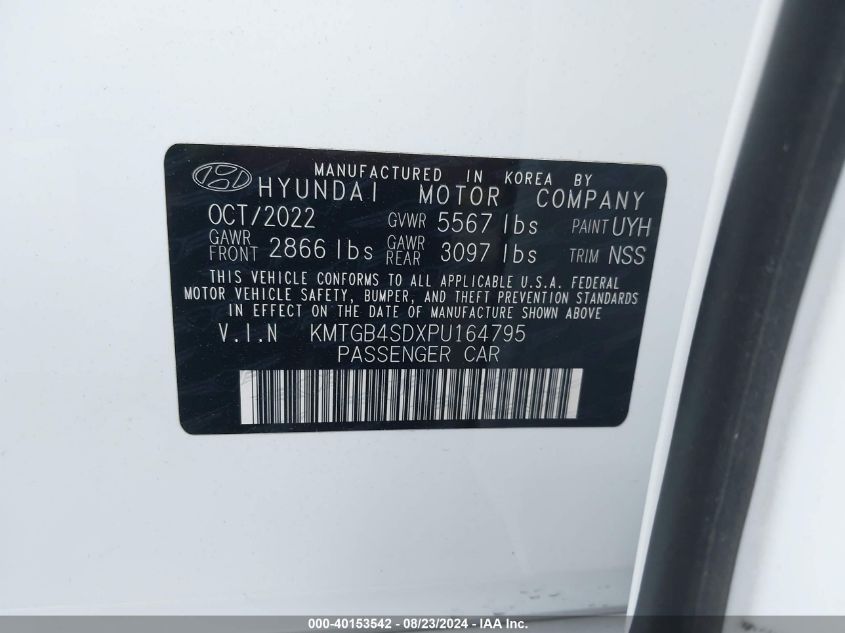 MANUFACTURED IN KOREA BY
HYUNDAI MOTOR COMPANY
OCT/2022 GVWR 5567 lbs PAINT UYH
GAWR FRONT 2866 lbs GAWR REAR 3097 lbs TRIM NSS
THIS VEHICLE CONFORMS TO ALL APPLICABLE U.S.A. FEDERAL
MOTOR VEHICLE SAFETY, BUMPER, AND THEFT PREVENTION STANDARDS
IN EFFECT ON THE DATE OF MANUFACTURE SHOWN ABOVE.
V.I.N KMTGB4SDXPU164795
PASSENGER CAR
000-40153542 - 08/23/2024 - IAA Inc.